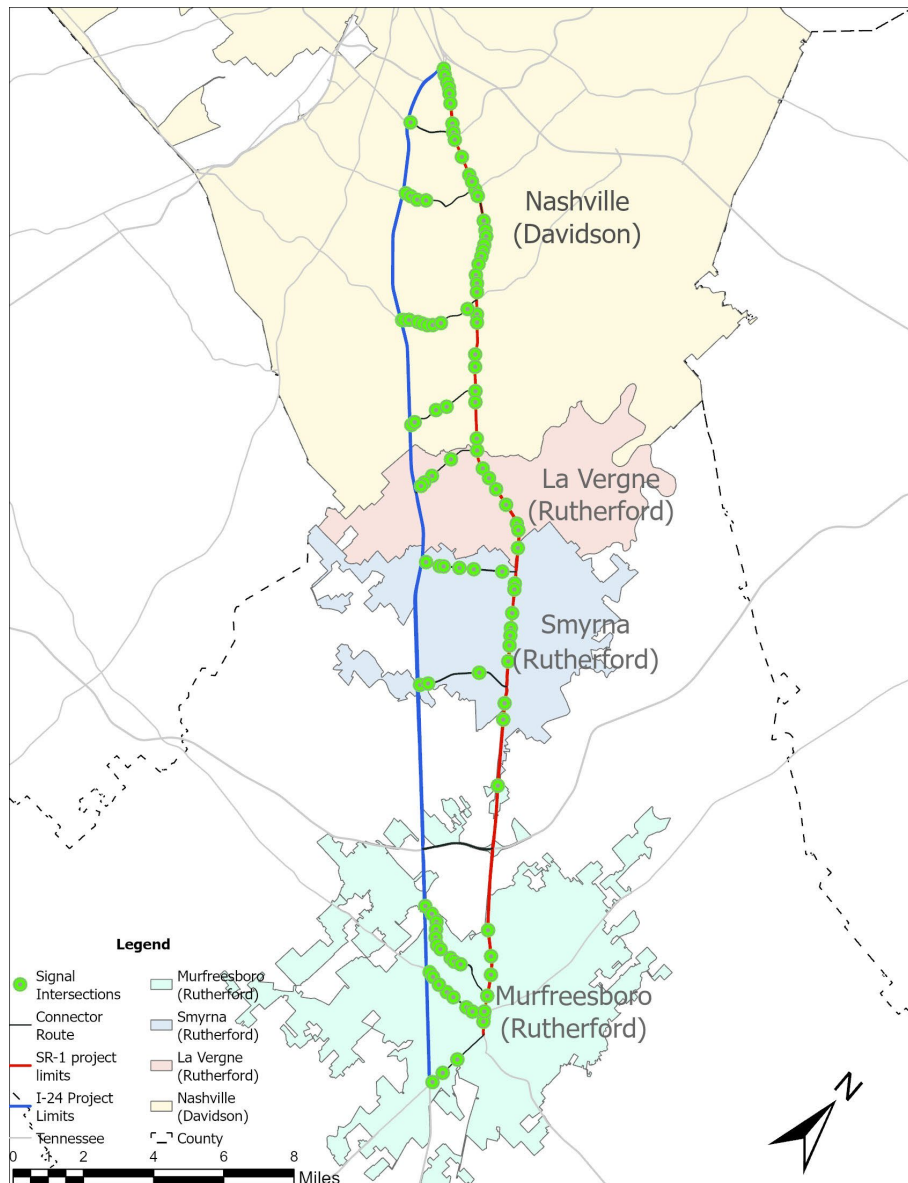 Nashville
(Davidson)
La Vergne
(Rutherford)
Smyrna
(Rutherford)
Murfreesboro
(Rutherford)
Legend
Signal
Intersections
Connector
Route
SR-1 project
limits
I-24 Project
Limits
Tennessee
Murfreesboro
(Rutherford)
Smyrna
(Rutherford)
La Vergne
(Rutherford)
Nashville
(Davidson)
County
N
0 2 4 8
Miles